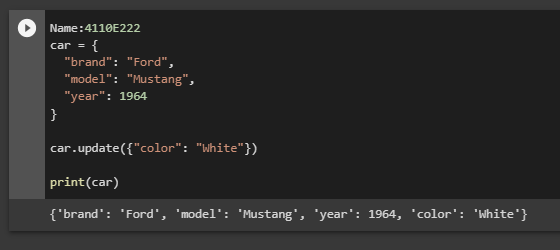 Name:4110E222
car = {
  "brand": "Ford",
  "model": "Mustang",
  "year": 1964
}
car.update({"color": "White"})
print(car)
{'brand': 'Ford', 'model': 'Mustang', 'year': 1964, 'color': 'White'}